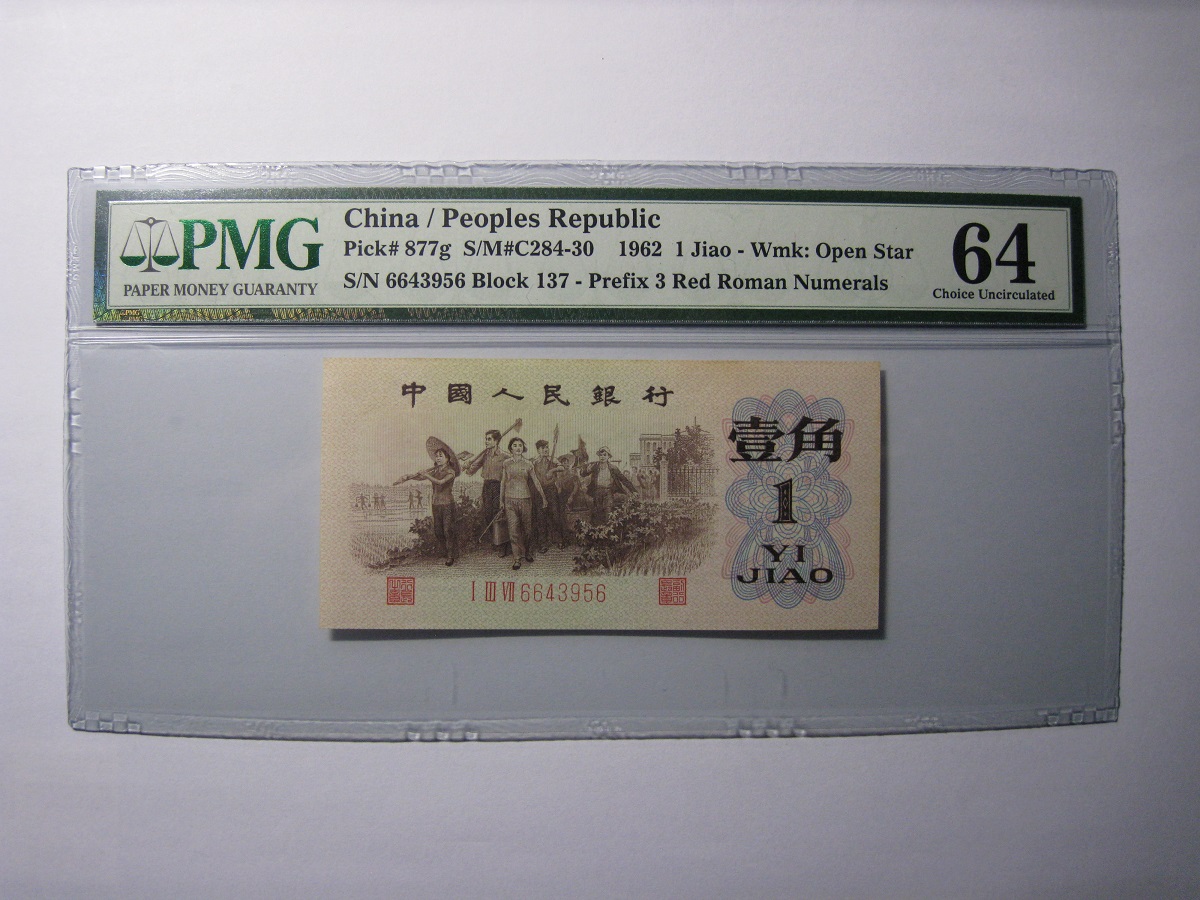 PMG
PAPER MONEY GUARANTY
China / Peoples Republic
Pick# 877g S/M#C284-30 1962 1 Jiao - Wmk: Open Star
S/N 6643956 Block 137 - Prefix 3 Red Roman Numerals
64
Choice Uncirculated
中國人民銀行
壹角
1
YI
JIAO
I III VII 6643956